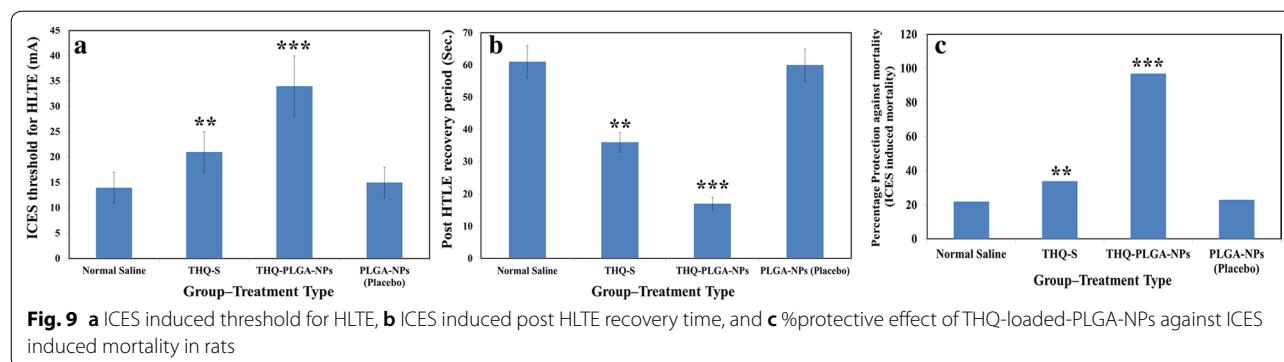 a
ICES threshold for HLTE (mA)
45
40
35
30
25
20
15
10
5
0
**
***
Normal Saline THQ-S THQ-PLGA-NPs PLGA-NPs
(Placebo)
Group–Treatment Type
b
Post HTLE recovery period (Sec.)
70
60
50
40
30
20
10
0
**
***
Normal Saline THQ-S THQ-PLGA-NPs PLGA-NPs (Placebo)
Group–Treatment Type
c
Percentage Protection against mortality
(ICES induced mortality)
120
100
80
60
40
20
0
**
***
Normal Saline THQ-S THQ-PLGA-NPs PLGA-NPs
(Placebo)
Group–Treatment Type
Fig. 9 a ICES induced threshold for HLTE, b ICES induced post HLTE recovery time, and c %protective effect of THQ-loaded-PLGA-NPs against ICES
induced mortality in rats